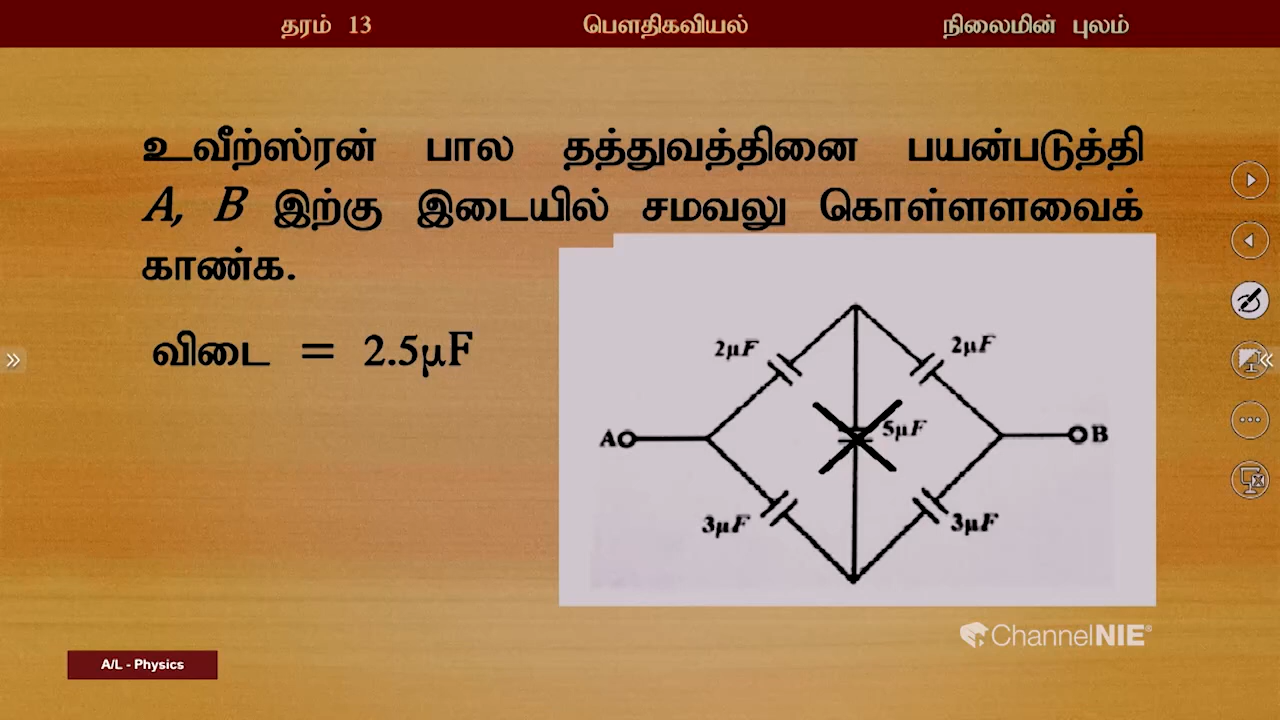 தரம் 13 பௌதிகவியல் நிலைமின் புலம்
உவீற்ஸ்ரன் பால தத்துவத்தினை பயன்படுத்தி
A, B இற்கு இடையில் சமவலு கொள்ளளவைக்
காண்க.
விடை = 2.5μF
2μF 2μF
5μF
A B
3μF 3μF
ChannelNIE
A/L - Physics